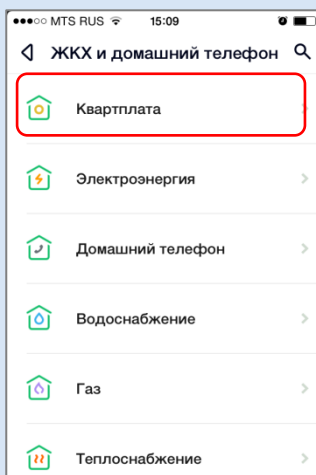 MTS RUS 15:09
ЖКХ и домашний телефон
Квартплата
Электроэнергия
Домашний телефон
Водоснабжение
Газ
Теплоснабжение